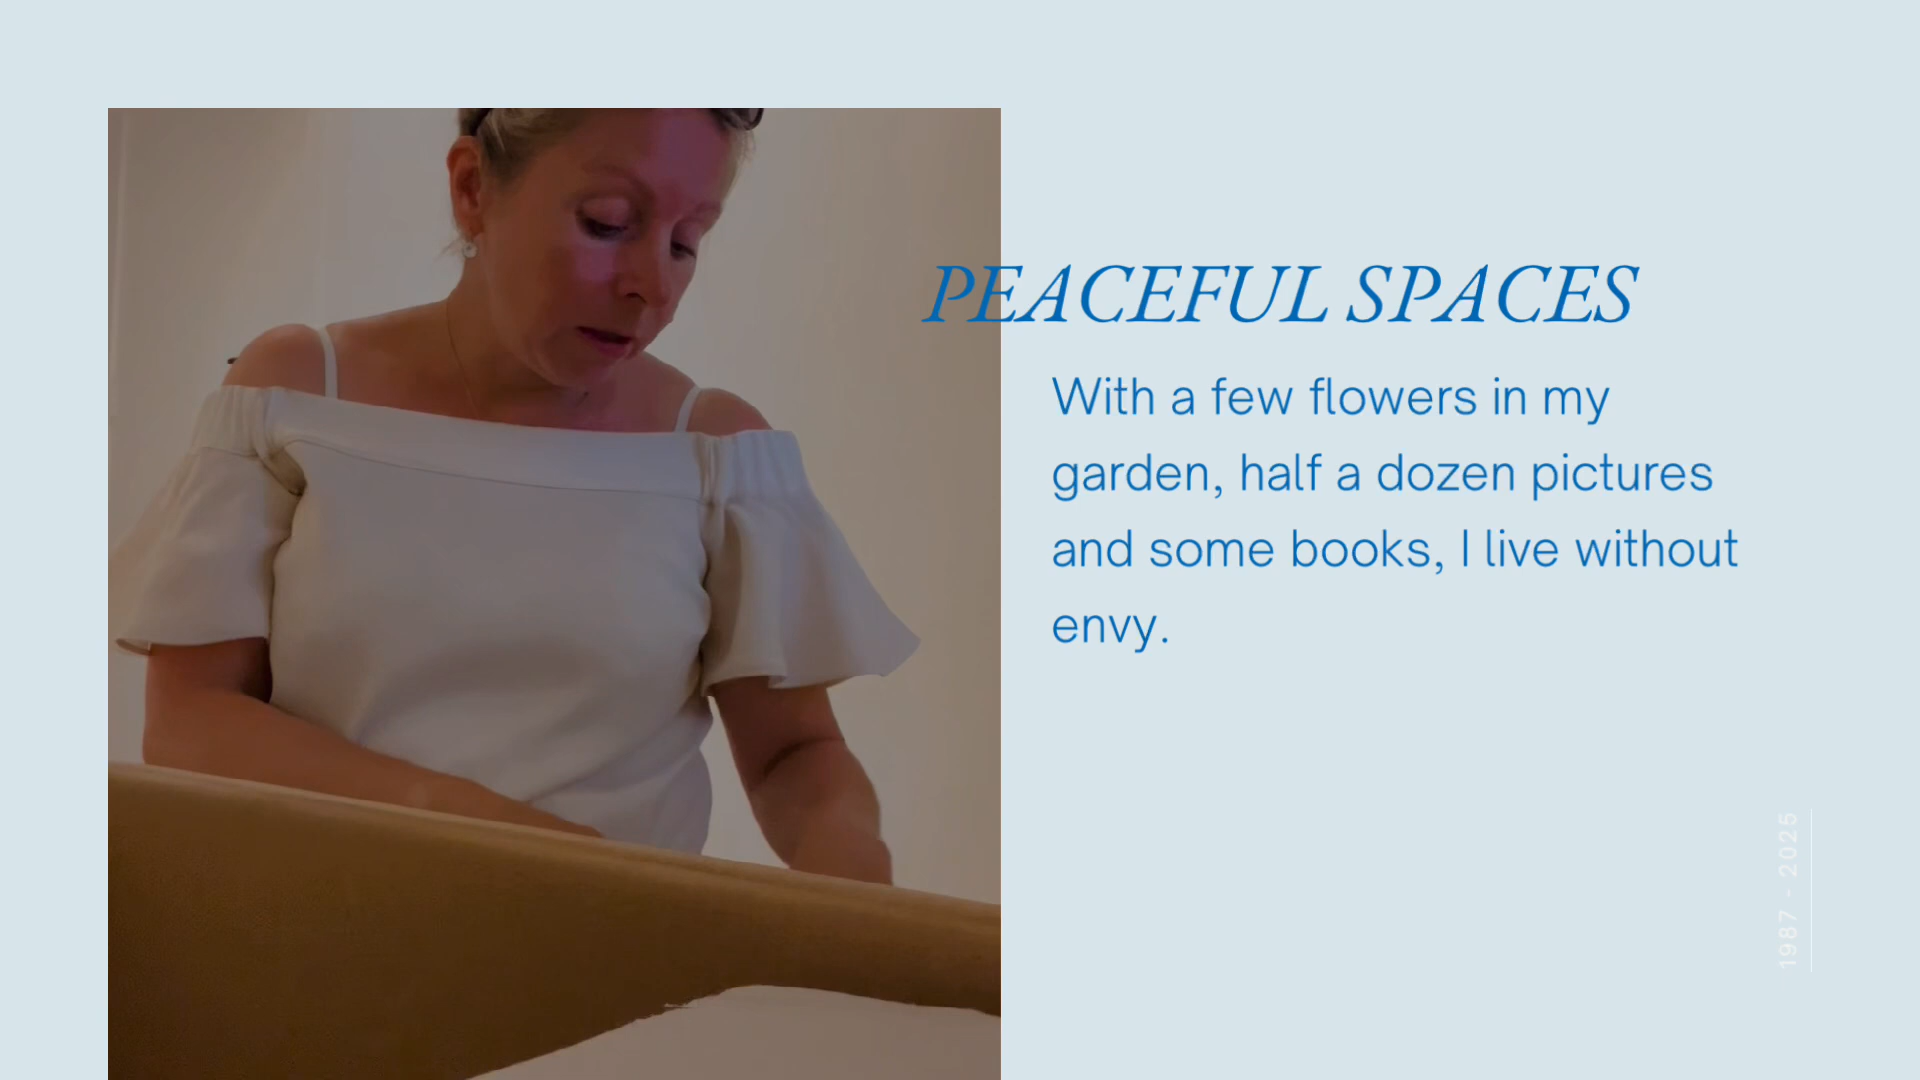 PEACEFUL SPACES
With a few flowers in my
garden, half a dozen pictures
and some books, I live without
envy.
1987 - 2025